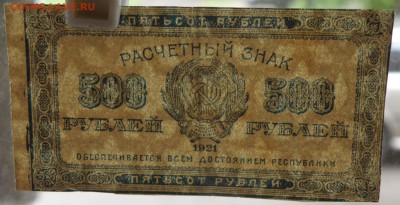 ПЯТЬСОТ РУБЛЕЙ
РАСЧЕТНЫЙ ЗНАК
500 500
РУБЛЕЙ РУБЛЕЙ
1921
ОБЕСПЕЧИВАЕТСЯ ВСЕМ ДОСТОЯНИЕМ РЕСПУБЛИКИ
ПЯТЬСОТ РУБЛЕЙ